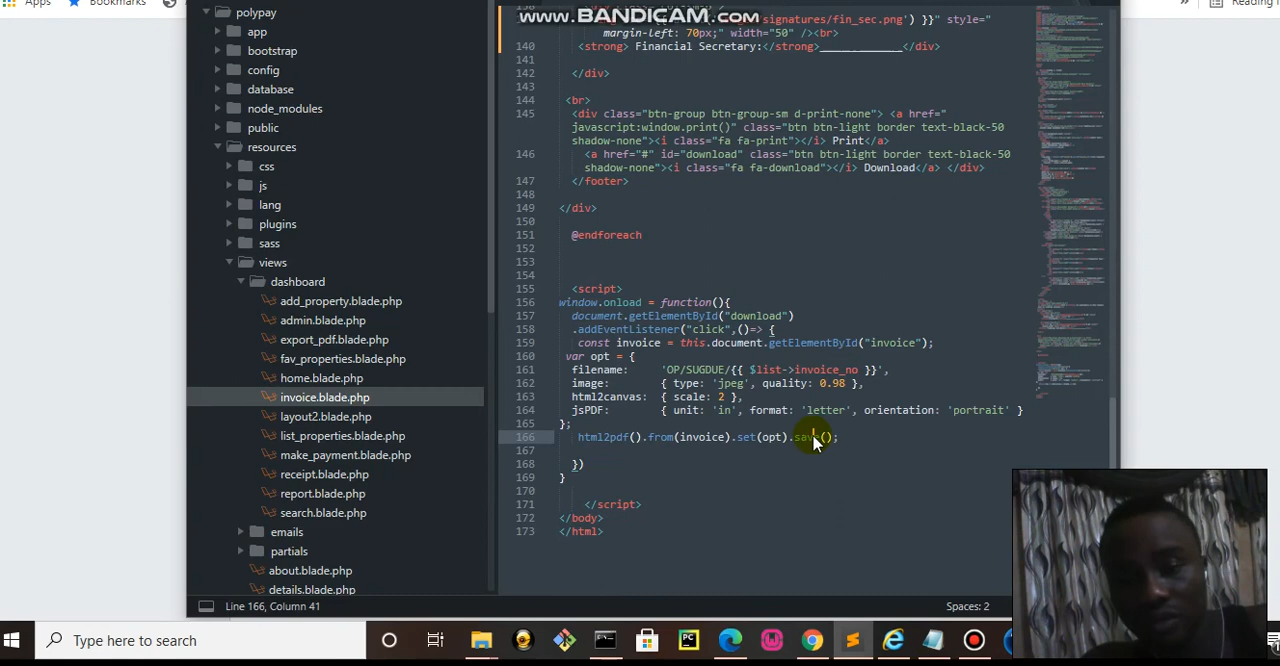 Apps
Bookmarks
»
Reading
www.BANDICAM.com
polypay
app
bootstrap
config
database
node_modules
public
resources
css
js
lang
plugins
sass
views
dashboard
add_property.blade.php
admin.blade.php
export_pdf.blade.php
fav_properties.blade.php
home.blade.php
invoice.blade.php
layout2.blade.php
list_properties.blade.php
make_payment.blade.php
receipt.blade.php
report.blade.php
search.blade.php
emails
partials
about.blade.php
details.blade.php
signatures/fin_sec.png') }}" style="
margin-left: 70px;" width="50" /><br>
140 <strong> Financial Secretary:</strong>______________</div>
141
142 </div>
143
144 <br>
145 <div class="btn-group btn-group-sm d-print-none"> <a href="
javascript:window.print()" class="btn btn-light border text-black-50
shadow-none"><i class="fa fa-print"></i> Print</a>
146 <a href="#" id="download" class="btn btn-light border text-black-50
shadow-none"><i class="fa fa-download"></i> Download</a> </div>
147 </footer>
148
149 </div>
150
151 @endforeach
152
153
154
155 <script>
156 window.onload = function(){
157 document.getElementById("download")
158 .addEventListener("click",()=> {
159 const invoice = this.document.getElementById("invoice");
160 var opt = {
161 filename: 'OP/SUGDUE/{{ $list->invoice_no }}',
162 image: { type: 'jpeg', quality: 0.98 },
163 html2canvas: { scale: 2 },
164 jsPDF: { unit: 'in', format: 'letter', orientation: 'portrait' }
165 };
166 html2pdf().from(invoice).set(opt).save();
167
168 })
169 }
170
171 </script>
172 </body>
173 </html>
Line 166, Column 41
Spaces: 2
Type here to search